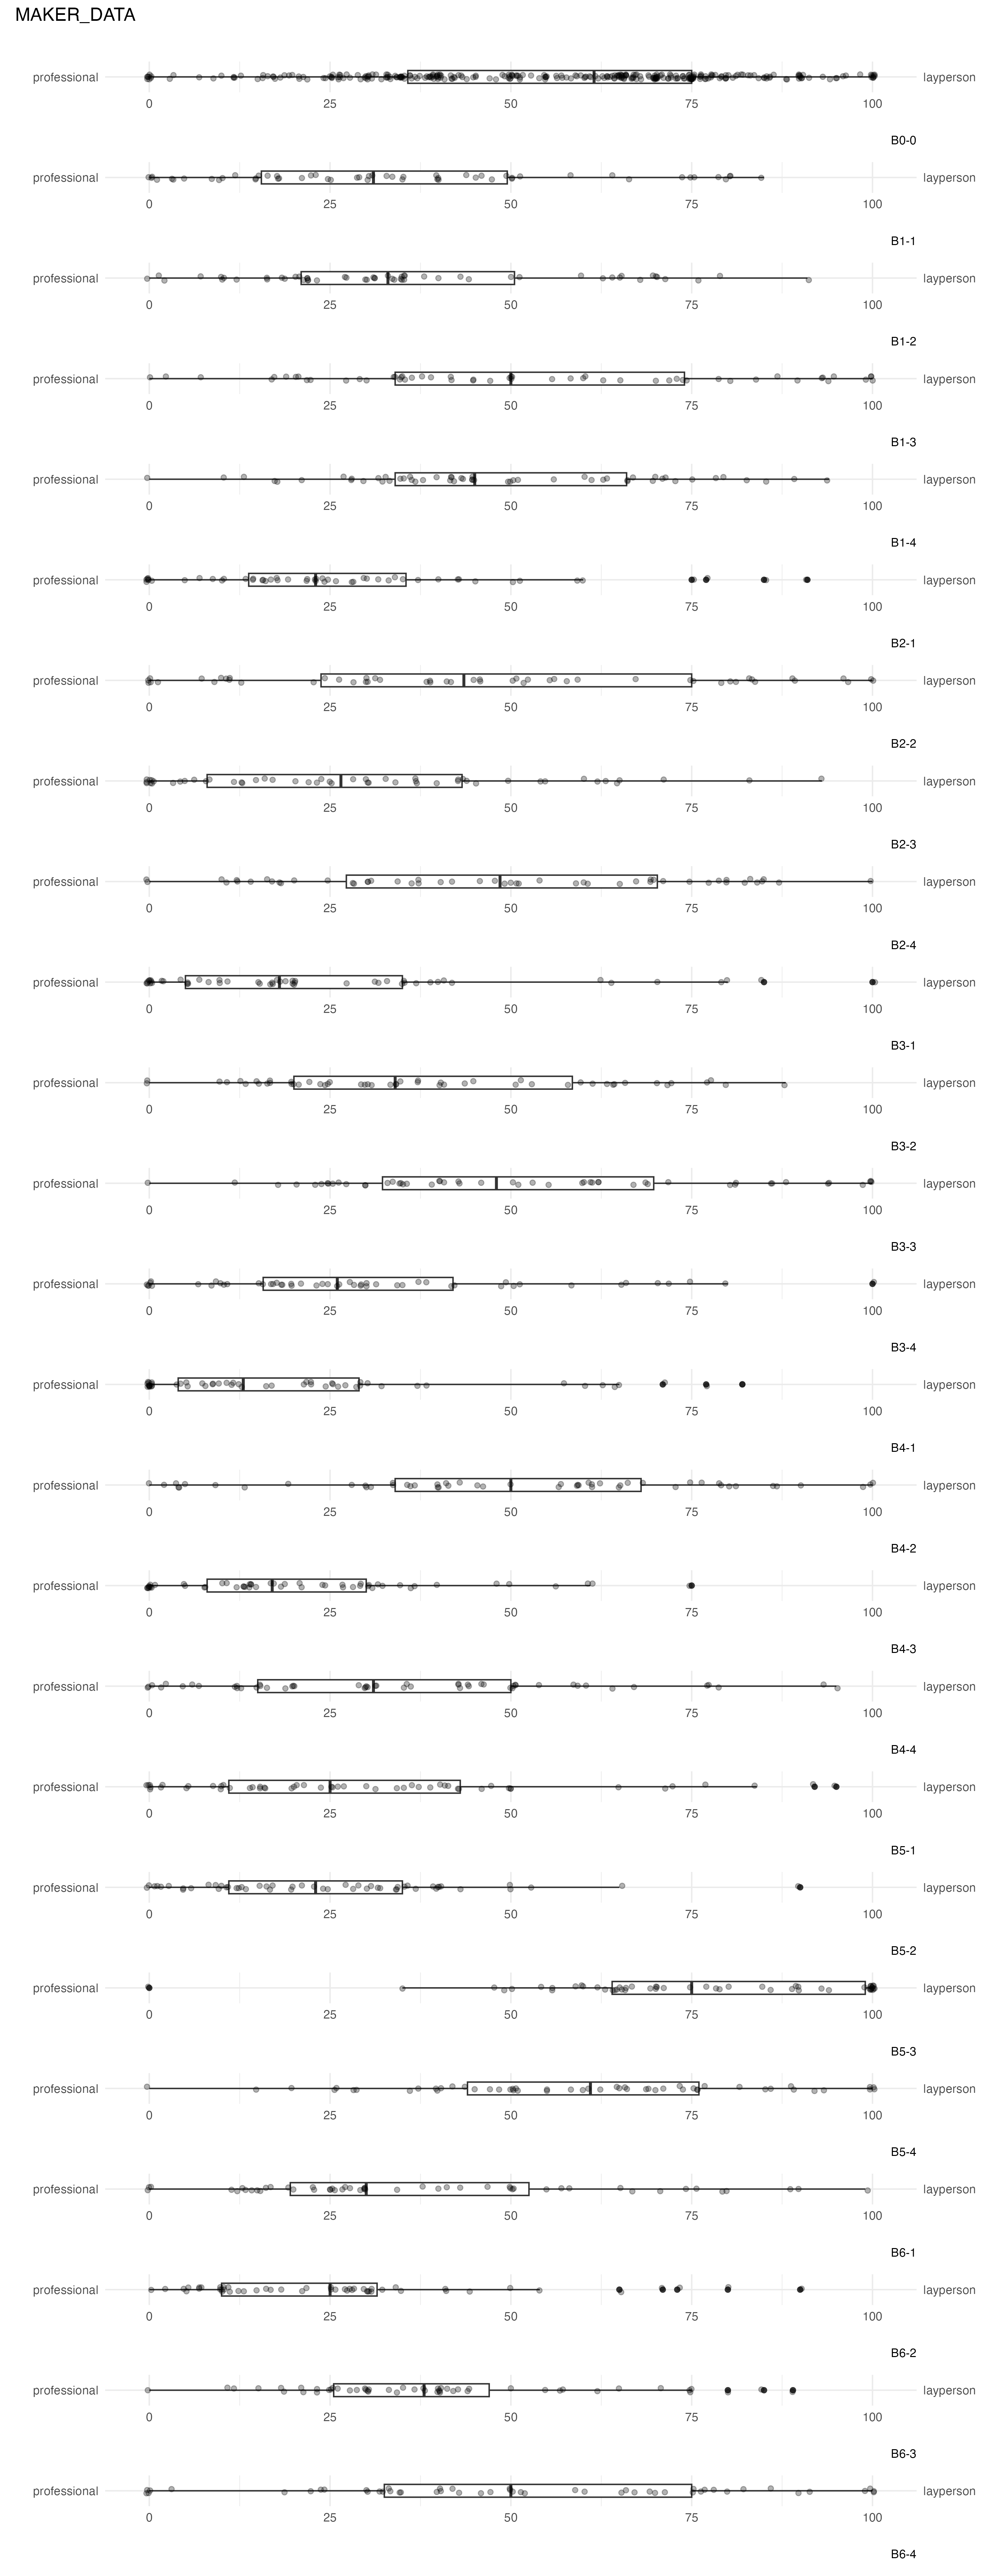 MAKER_DATA
professional layperson
0 25 50 75 100
B0-0
professional layperson
0 25 50 75 100
B1-1
professional layperson
0 25 50 75 100
B1-2
professional layperson
0 25 50 75 100
B1-3
professional layperson
0 25 50 75 100
B1-4
professional layperson
0 25 50 75 100
B2-1
professional layperson
0 25 50 75 100
B2-2
professional layperson
0 25 50 75 100
B2-3
professional layperson
0 25 50 75 100
B2-4
professional layperson
0 25 50 75 100
B3-1
professional layperson
0 25 50 75 100
B3-2
professional layperson
0 25 50 75 100
B3-3
professional layperson
0 25 50 75 100
B3-4
professional layperson
0 25 50 75 100
B4-1
professional layperson
0 25 50 75 100
B4-2
professional layperson
0 25 50 75 100
B4-3
professional layperson
0 25 50 75 100
B4-4
professional layperson
0 25 50 75 100
B5-1
professional layperson
0 25 50 75 100
B5-2
professional layperson
0 25 50 75 100
B5-3
professional layperson
0 25 50 75 100
B5-4
professional layperson
0 25 50 75 100
B6-1
professional layperson
0 25 50 75 100
B6-2
professional layperson
0 25 50 75 100
B6-3
professional layperson
0 25 50 75 100
B6-4